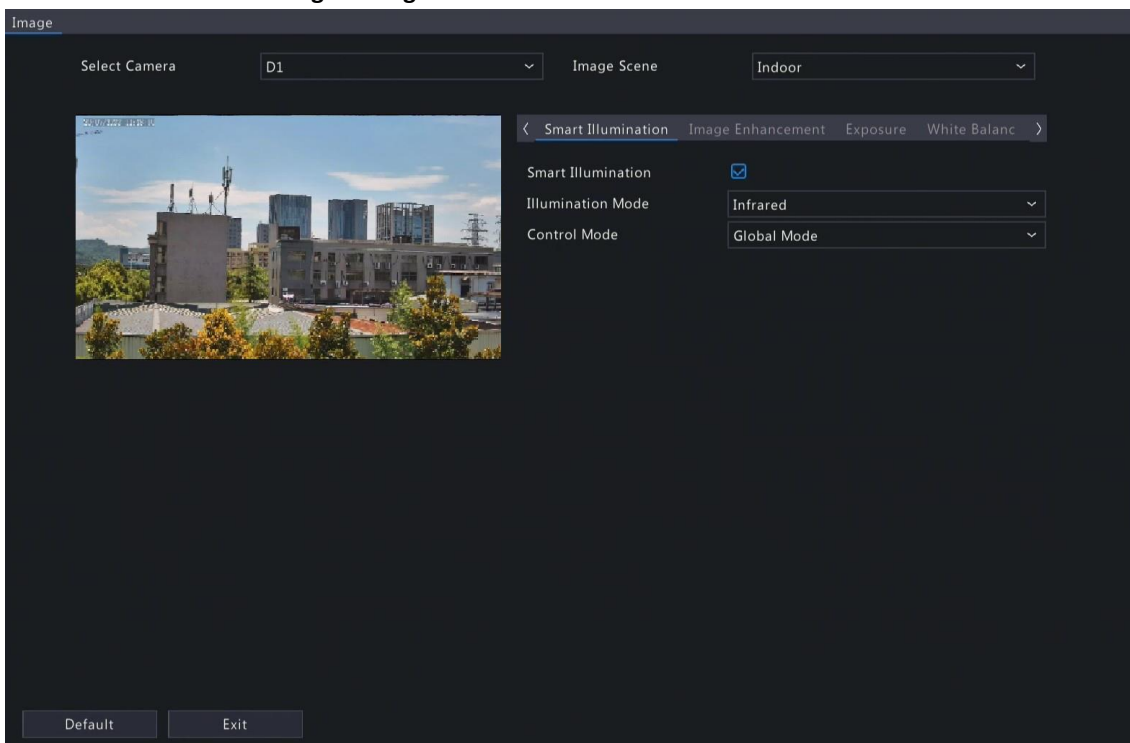 Image
Select Camera D1 Image Scene Indoor
Smart Illumination Image Enhancement Exposure White Balanc
Smart Illumination
Illumination Mode Infrared
Control Mode Global Mode
Default Exit